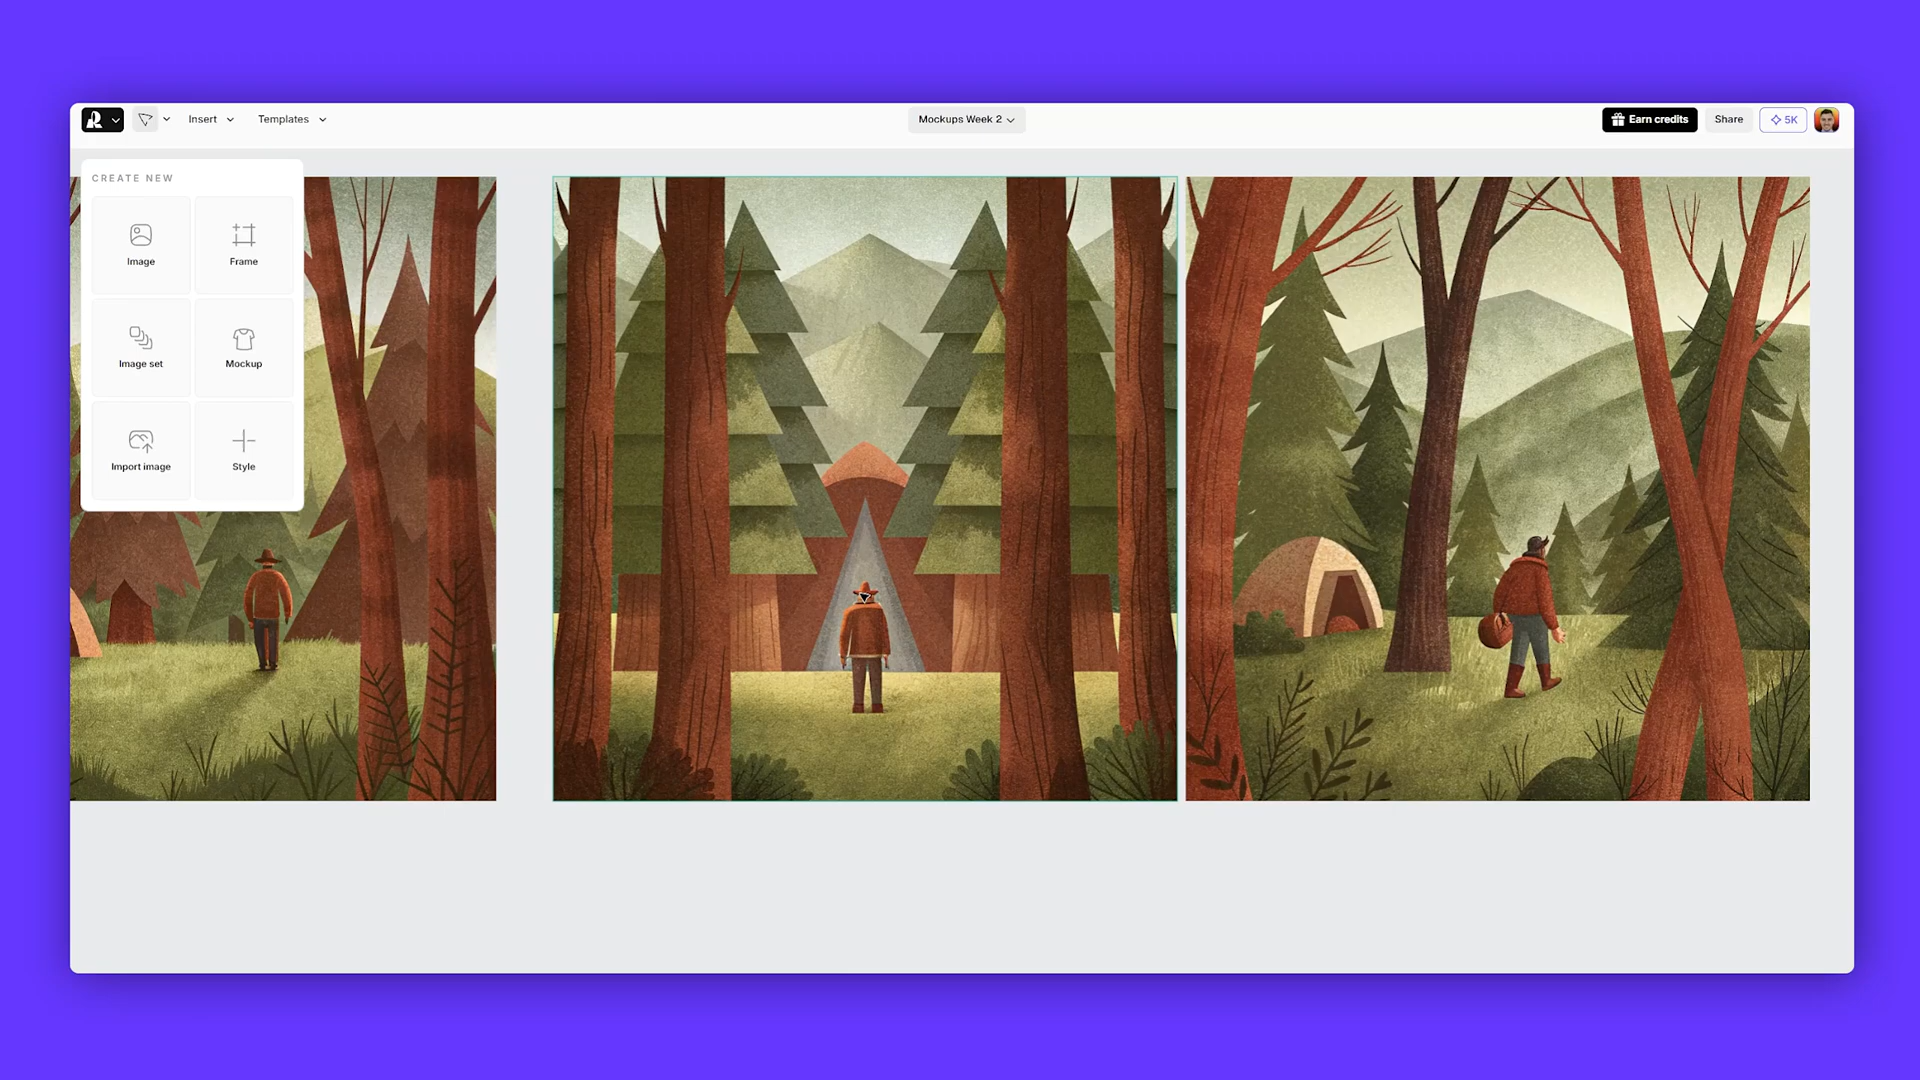 Insert
Templates
Mockups Week 2
Earn credits
Share
5K
CREATE NEW
Image
Frame
Image set
Mockup
Import image
Style